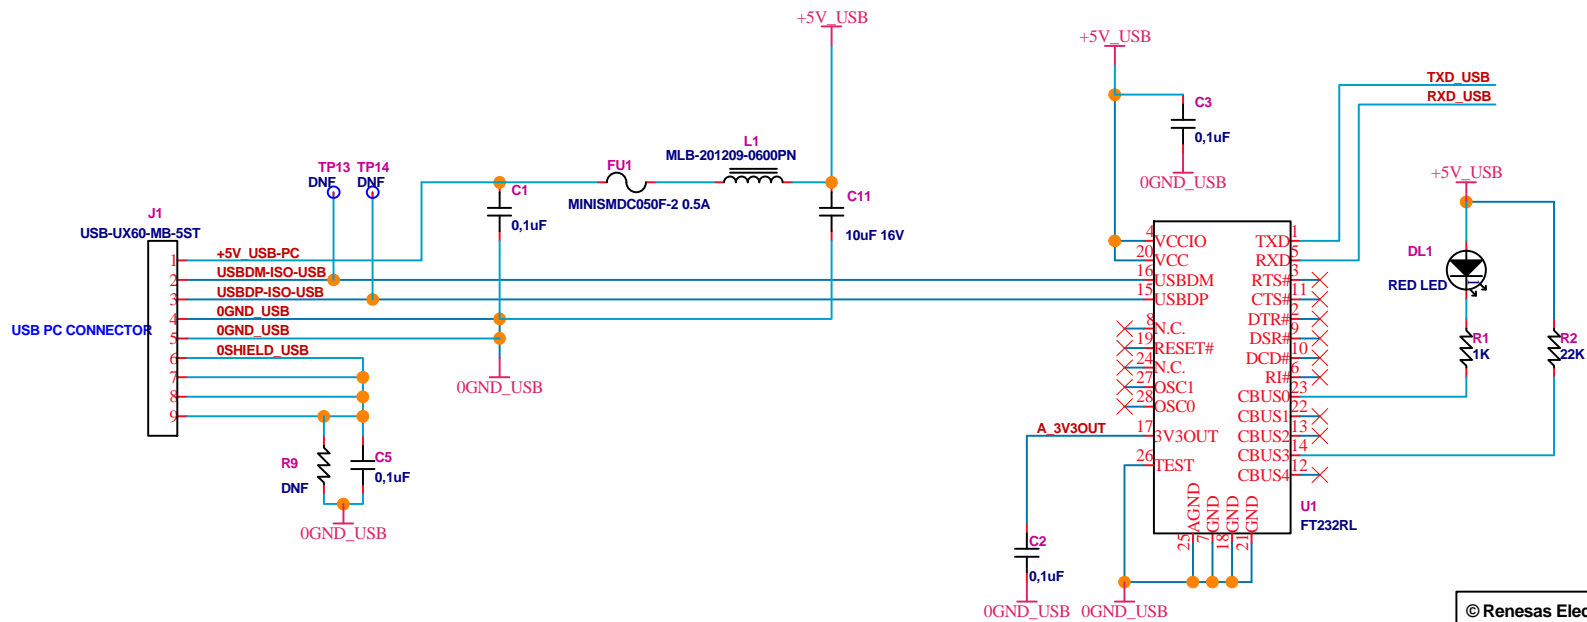 +5V_USB
+5V_USB
TXD_USB
RXD_USB
C3
0,1uF
0GND_USB
L1
MLB-201209-0600PN
FU1
MINISMDC050F-2 0.5A
TP13 TP14
DNF DNF
C1
0,1uF
C11
10uF 16V
+5V_USB
DL1
RED LED
R1
1K
R2
22K
J1
USB-UX60-MB-5ST
USB PC CONNECTOR
1 +5V_USB-PC
2 USBDM-ISO-USB
3 USBDP-ISO-USB
4 0GND_USB
5 0GND_USB
6 0SHIELD_USB
7
8
9
0GND_USB
R9
DNF
C5
0,1uF
0GND_USB
4 VCCIO
20 VCC
16 USBDM
15 USBDP
8 N.C.
19 RESET#
24 N.C.
27 OSC1
28 OSC0
A_3V3OUT 17 3V3OUT
26 TEST
TXD 1
RXD 5
RTS# 3
CTS# 11
DTR# 2
DSR# 9
DCD# 10
RI# 6
CBUS0 23
CBUS1 22
CBUS2 13
CBUS3 14
CBUS4 12
AGND GND GND GND
25 7 18 21
U1
FT232RL
C2
0,1uF
0GND_USB 0GND_USB
© Renesas Elec